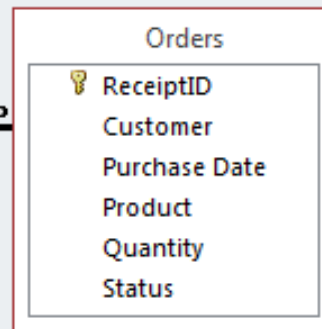 Orders
ReceiptID
Customer
Purchase Date
Product
Quantity
Status